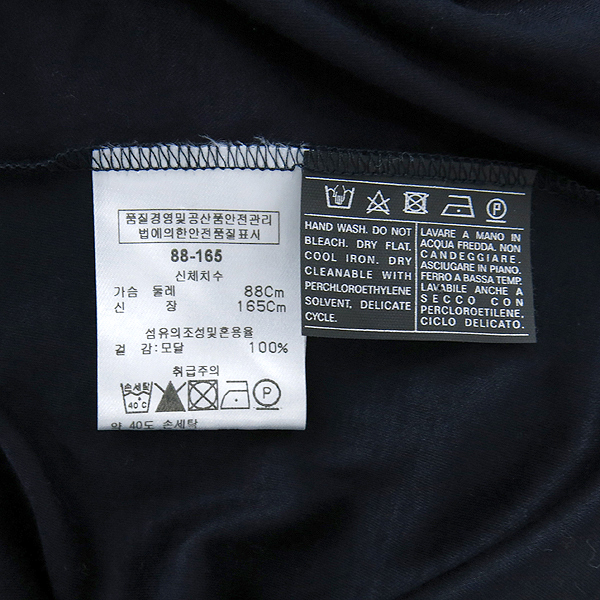 품질경영및공산품안전관리
법에의한안전품질표시
88-165
신체치수
가슴 둘레 88Cm
신 장 165Cm
섬유의조성및혼용율
겉 감:모달 100%
취급주의
손세탁
40℃
P
약 40도 손세탁
P
HAND WASH. DO NOT
BLEACH. DRY FLAT.
COOL IRON. DRY
CLEANABLE WITH
PERCHLOROETHYLENE
SOLVENT, DELICATE
CYCLE.
LAVARE A MANO IN
ACQUA FREDDA. NON
CANDEGGIARE.
ASCIUGARE IN PIANO.
FERRO A BASSA TEMP.
LAVABILE ANCHE A
SECCO CON
PERCLOROETILENE.
CICLO DELICATO.